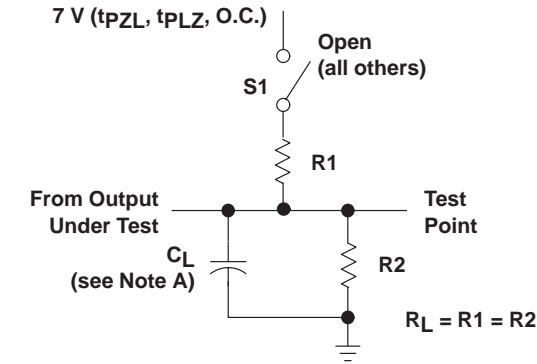 7 V (tPZL, tPLZ, O.C.)
Open
(all others)
S1
R1
From Output
Under Test
Test
Point
CL
(see Note A)
R2
RL = R1 = R2